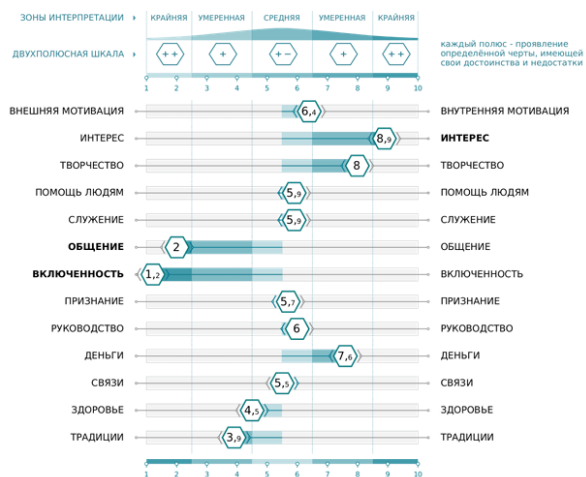 ЗОНЫ ИНТЕРПРЕТАЦИИ КРАЙНЯЯ УМЕРЕННАЯ СРЕДНЯЯ УМЕРЕННАЯ КРАЙНЯЯ
ДВУХПОЛЮСНАЯ ШКАЛА ++ + +− + ++
каждый полюс - проявление
определённой черты, имеющей
свои достоинства и недостатки
1 2 3 4 5 6 7 8 9 10
ВНЕШНЯЯ МОТИВАЦИЯ 6,4 ВНУТРЕННЯЯ МОТИВАЦИЯ
ИНТЕРЕС 8,9 ИНТЕРЕС
ТВОРЧЕСТВО 8 ТВОРЧЕСТВО
ПОМОЩЬ ЛЮДЯМ 5,9 ПОМОЩЬ ЛЮДЯМ
СЛУЖЕНИЕ 5,9 СЛУЖЕНИЕ
ОБЩЕНИЕ 2 ОБЩЕНИЕ
ВКЛЮЧЕННОСТЬ 1,2 ВКЛЮЧЕННОСТЬ
ПРИЗНАНИЕ 5,7 ПРИЗНАНИЕ
РУКОВОДСТВО 6 РУКОВОДСТВО
ДЕНЬГИ 7,6 ДЕНЬГИ
СВЯЗИ 5,5 СВЯЗИ
ЗДОРОВЬЕ 4,5 ЗДОРОВЬЕ
ТРАДИЦИИ 3,9 ТРАДИЦИИ
1 2 3 4 5 6 7 8 9 10